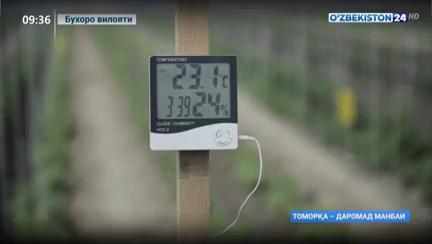 09:36
Бухоро вилояти
O'ZBEKISTON 24 HD
TEMPERATURE
23.1°C
3:39 24%
CLOCK/HUMIDITY
HTC-2
ТОМОРҚА – ДАРОМАД МАНБАИ